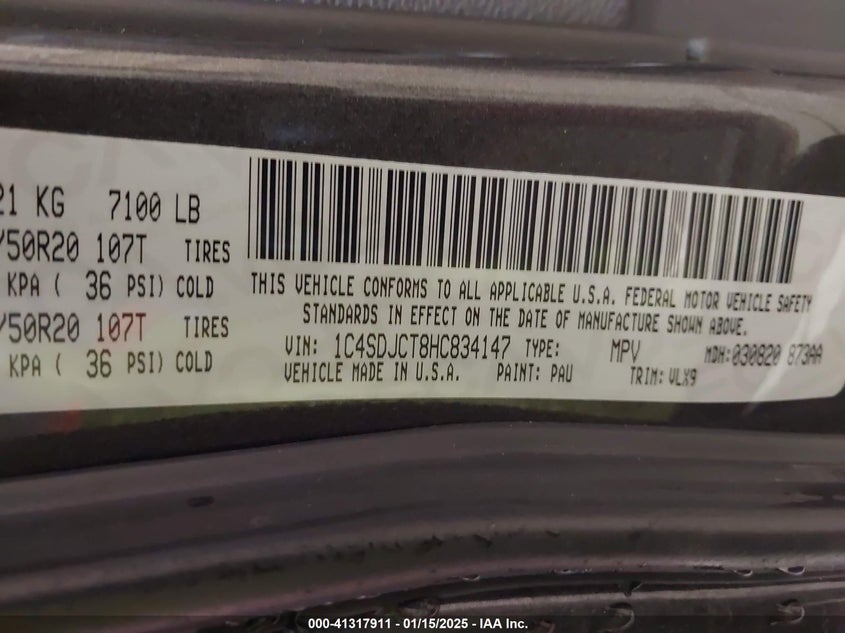 21 KG 7100 LB
/50R20 107T TIRES
KPA ( 36 PSI) COLD
/50R20 107T TIRES
KPA ( 36 PSI) COLD
THIS VEHICLE CONFORMS TO ALL APPLICABLE U.S.A. FEDERAL MOTOR VEHICLE SAFETY
STANDARDS IN EFFECT ON THE DATE OF MANUFACTURE SHOWN ABOVE.
VIN: 1C4SDJCT8HC834147 TYPE: MPV MDH:030820 873AA
VEHICLE MADE IN U.S.A. PAINT: PAU TRIM: VLX9
000-41317911 - 01/15/2025 - IAA Inc.